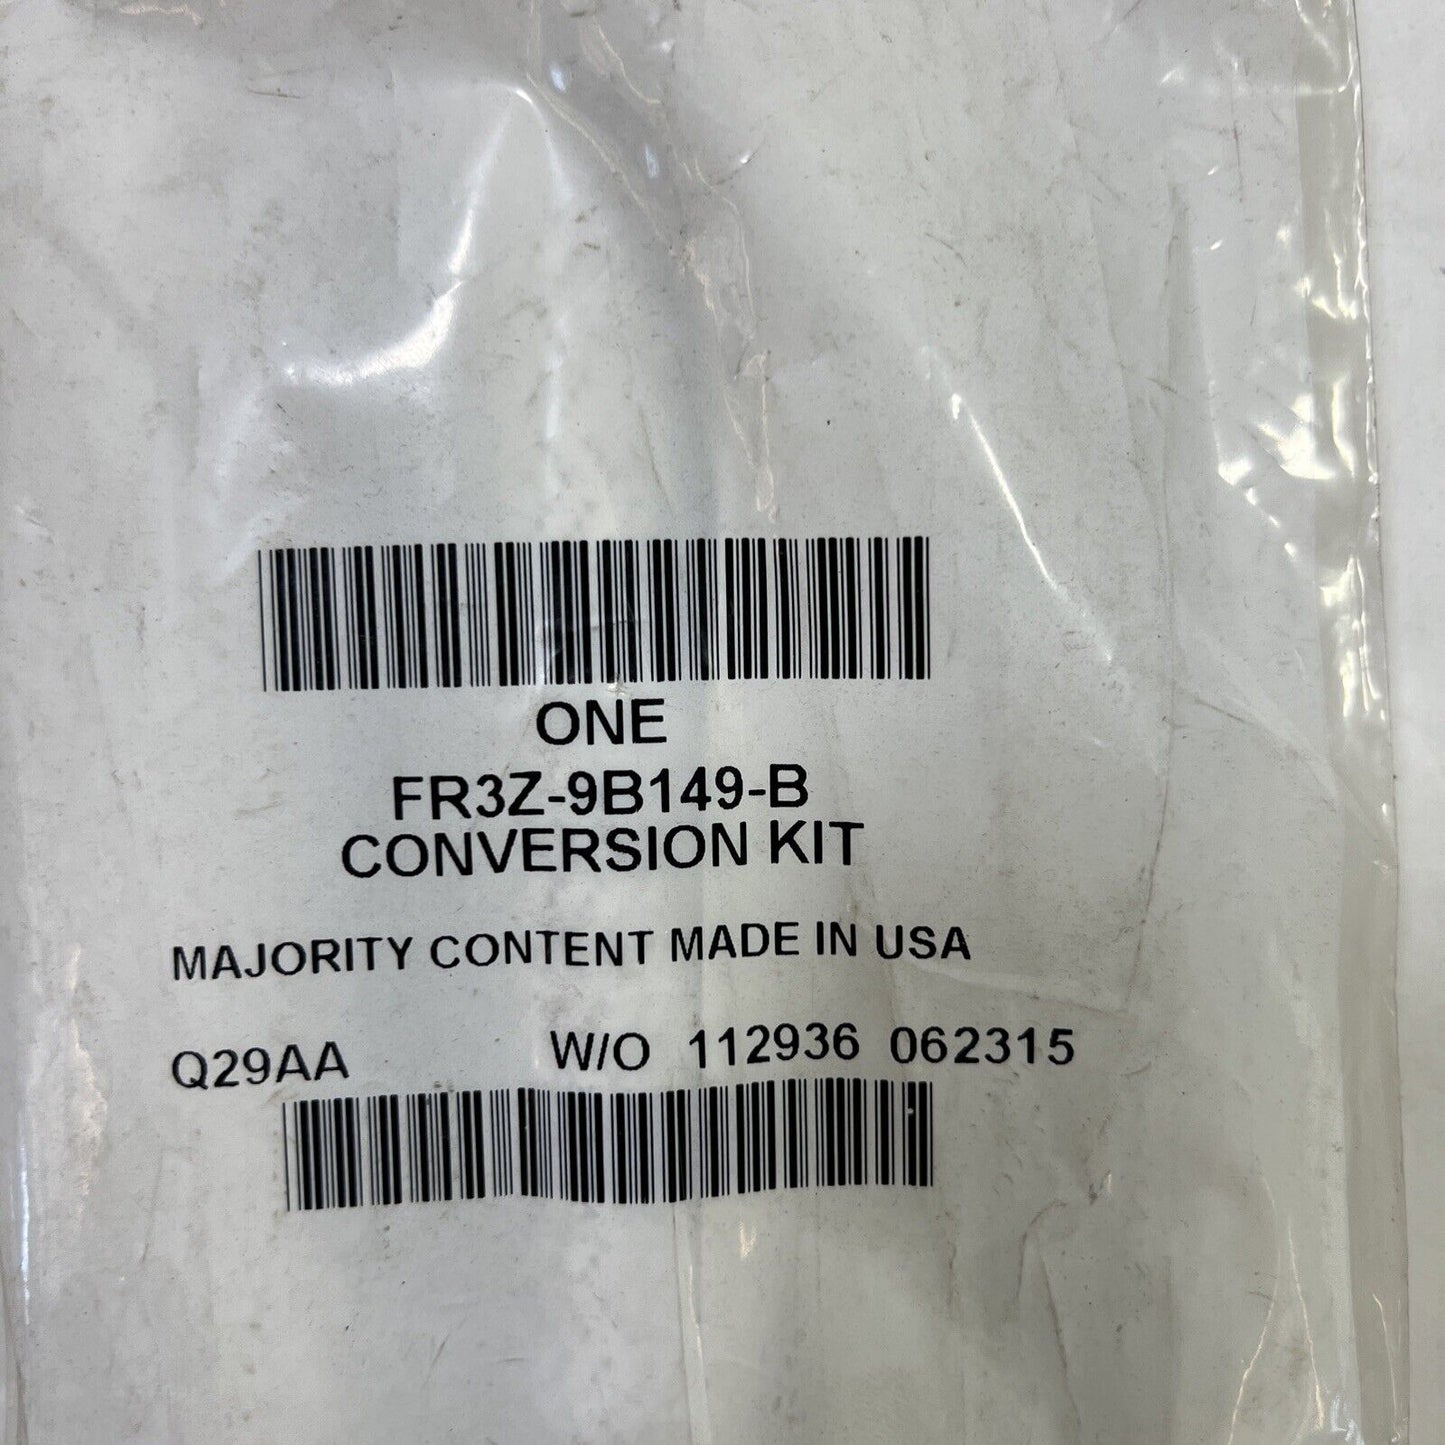 ONE
FR3Z-9B149-B
CONVERSION KIT
MAJORITY CONTENT MADE IN USA
Q29AA W/O 112936 062315